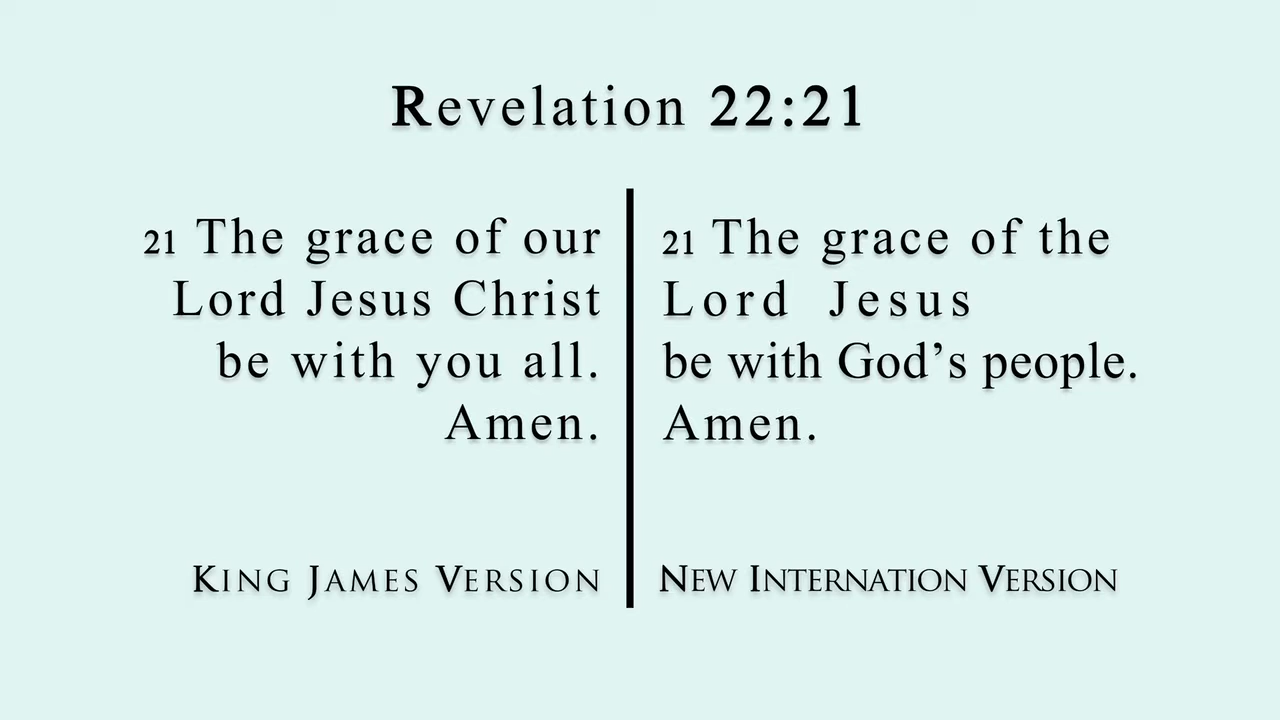 Revelation 22:21
21 The grace of our
Lord Jesus Christ
be with you all.
Amen.
King James Version
21 The grace of the
Lord Jesus
be with God’s people.
Amen.
New Internation Version